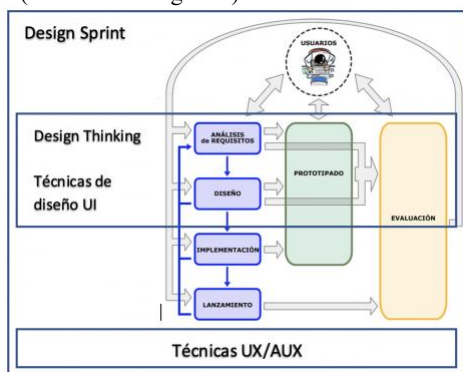 Design Sprint
USUARIOS
Design Thinking
Técnicas de
diseño UI
ANÁLISIS
de REQUISITOS
PROTOTIPADO
DISEÑO
EVALUACIÓN
IMPLEMENTACIÓN
LANZAMIENTO
Técnicas UX/AUX